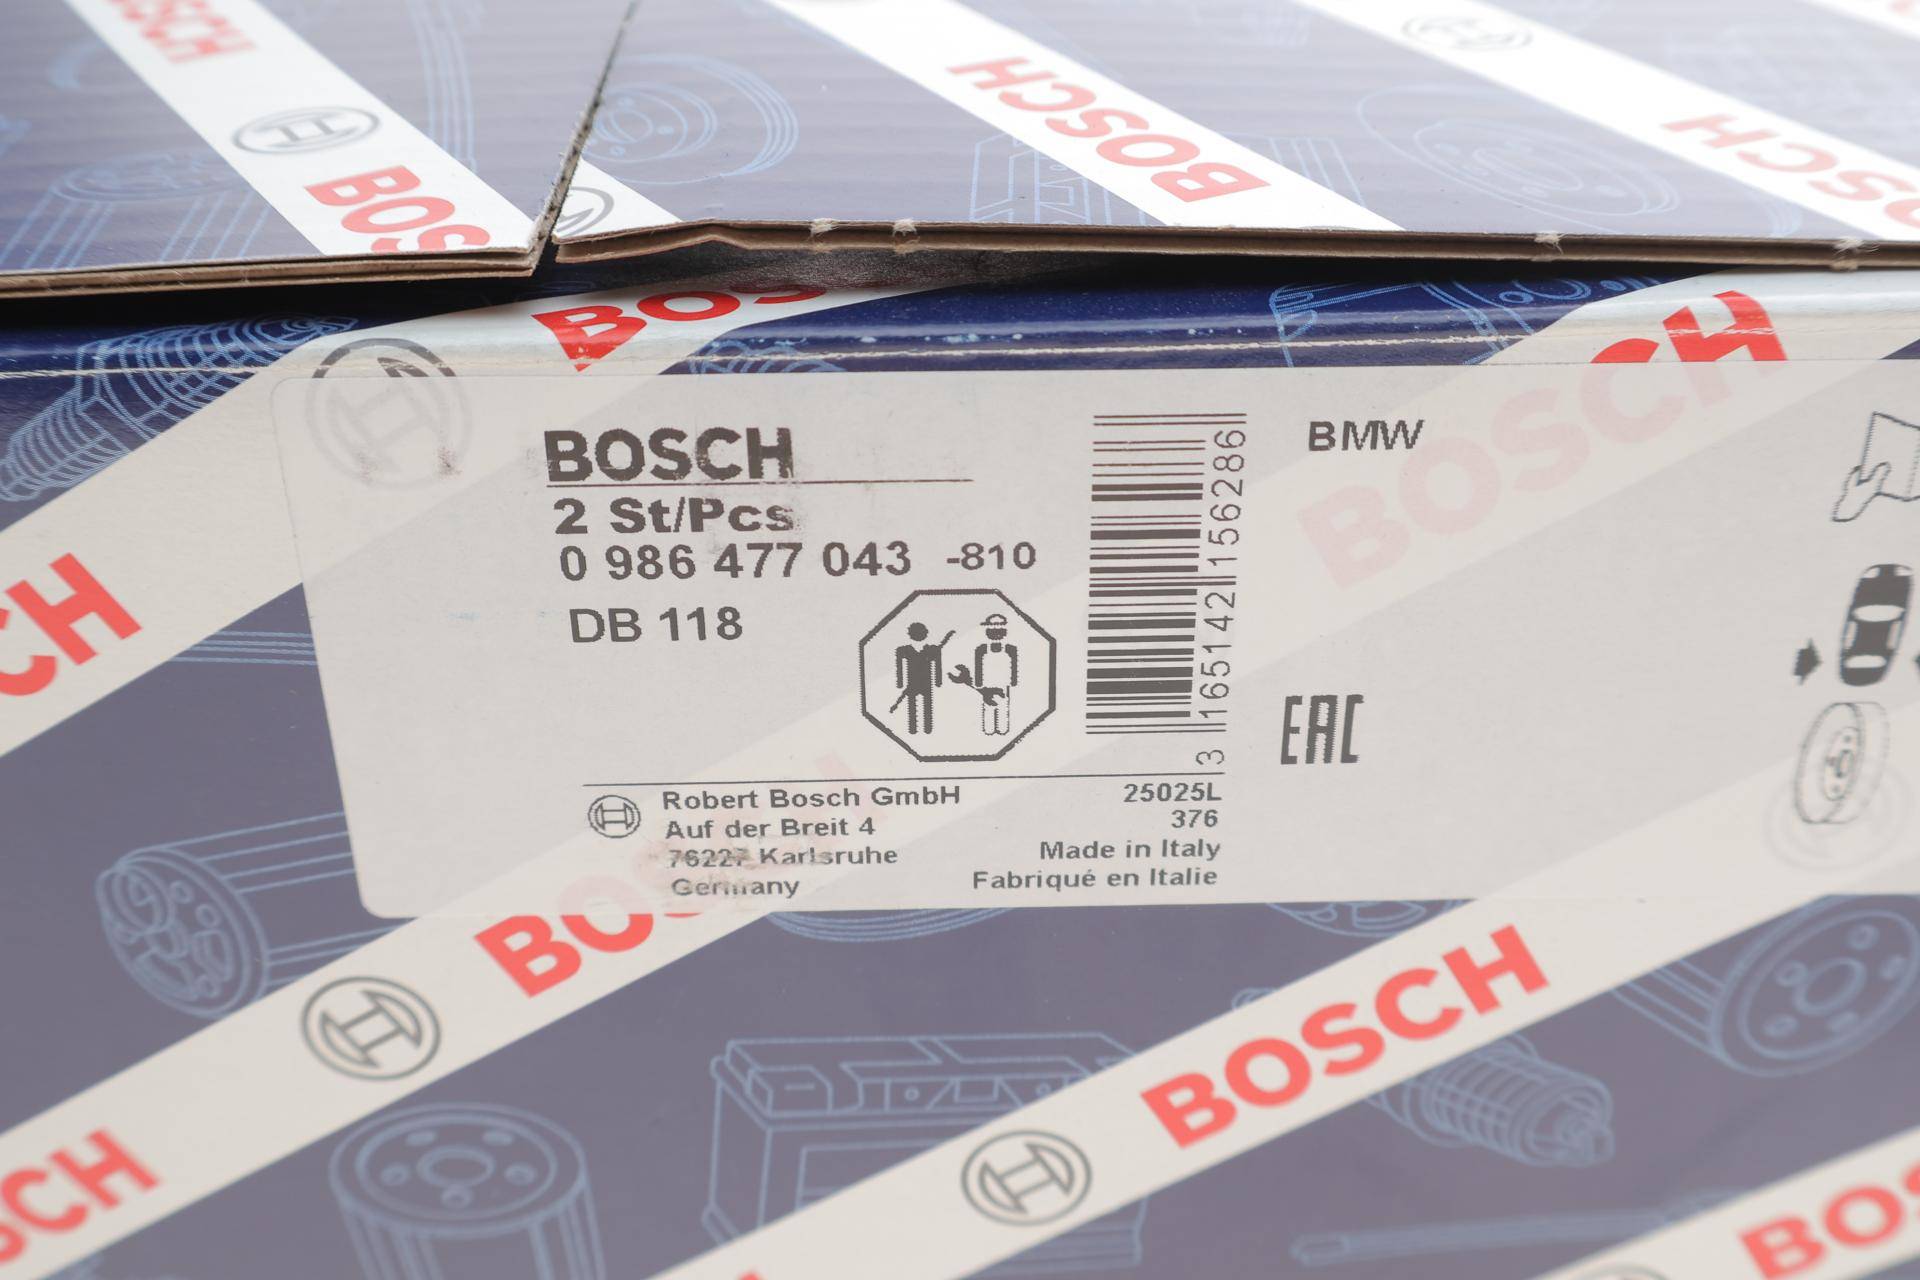 BOSCH
BOSCH
BOSCH
BOSCH
BOSCH
BOSCH
2 St/Pcs
0 986 477 043 -810
DB 118
3 165142 156286
BMW
EAC
Robert Bosch GmbH
Auf der Breit 4
76227 Karlsruhe
Germany
25025L
376
Made in Italy
Fabriqué en Italie
BOSCH
BOSCH